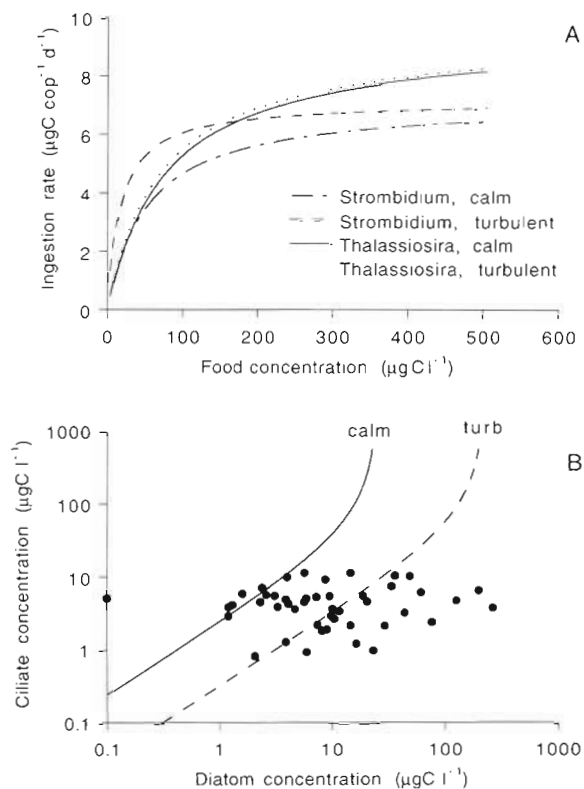 A
10
8
6
4
2
0
Ingestion rate (µgC cop⁻¹ d⁻¹)
Strombidium, calm
Strombidium, turbulent
Thalassiosira, calm
Thalassiosira, turbulent
0 100 200 300 400 500 600
Food concentration (µgC l⁻¹)
B
calm turb
1000
100
10
1
0.1
Ciliate concentration (µgC l⁻¹)
0.1 1 10 100 1000
Diatom concentration (µgC l⁻¹)